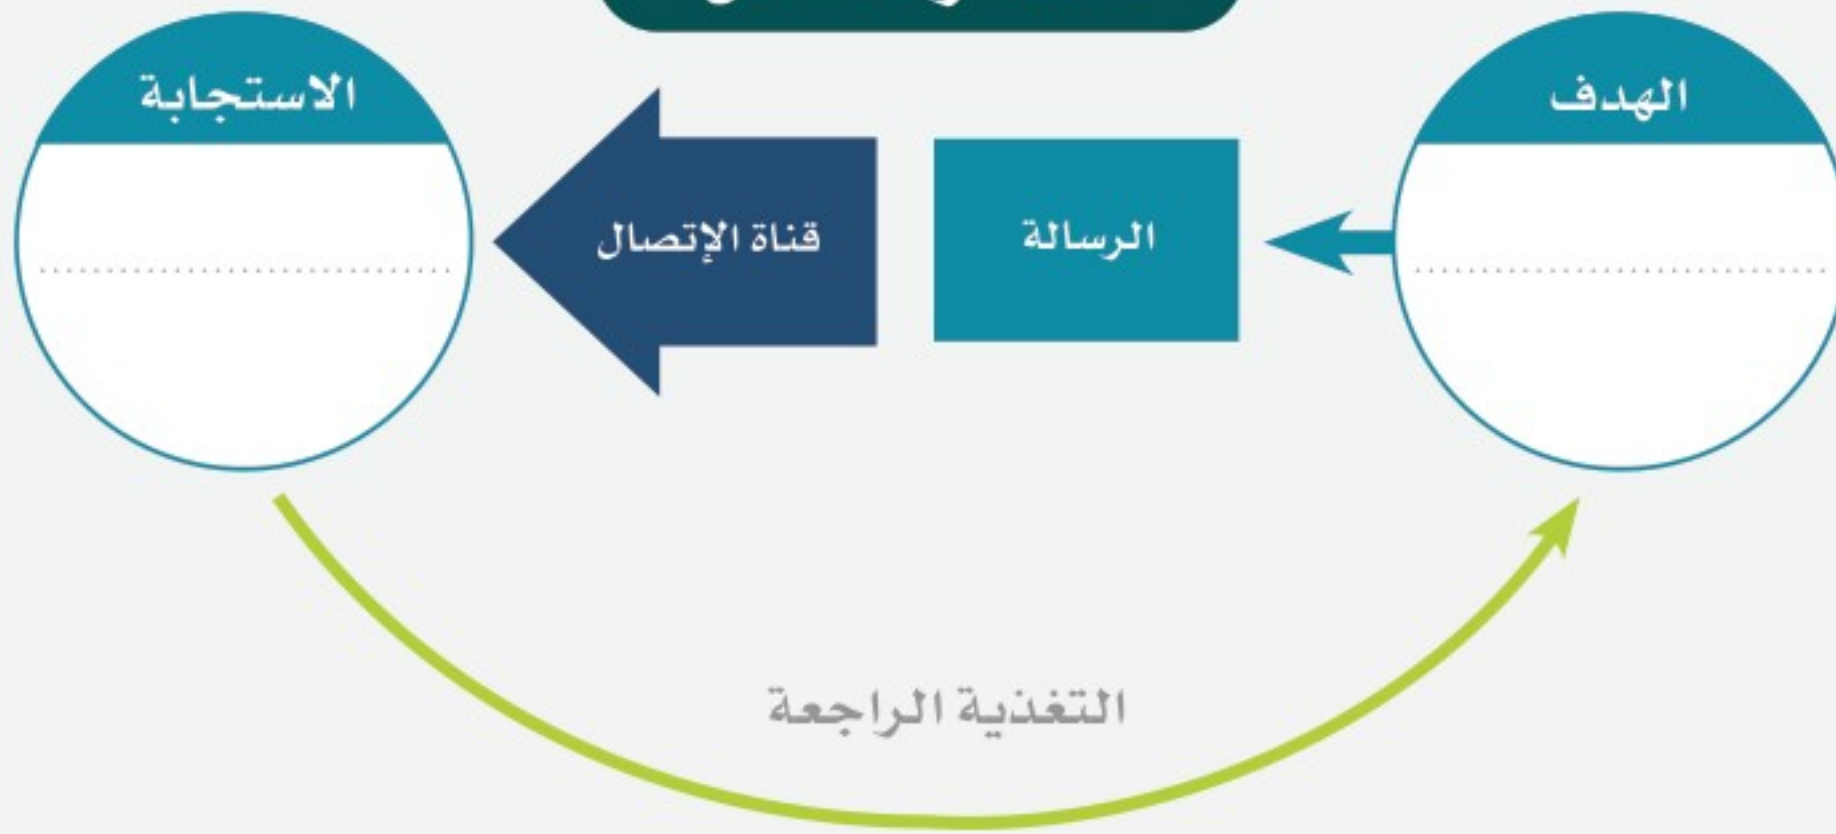 الهدف
الرسالة
قناة الإتصال
الاستجابة
التغذية الراجعة